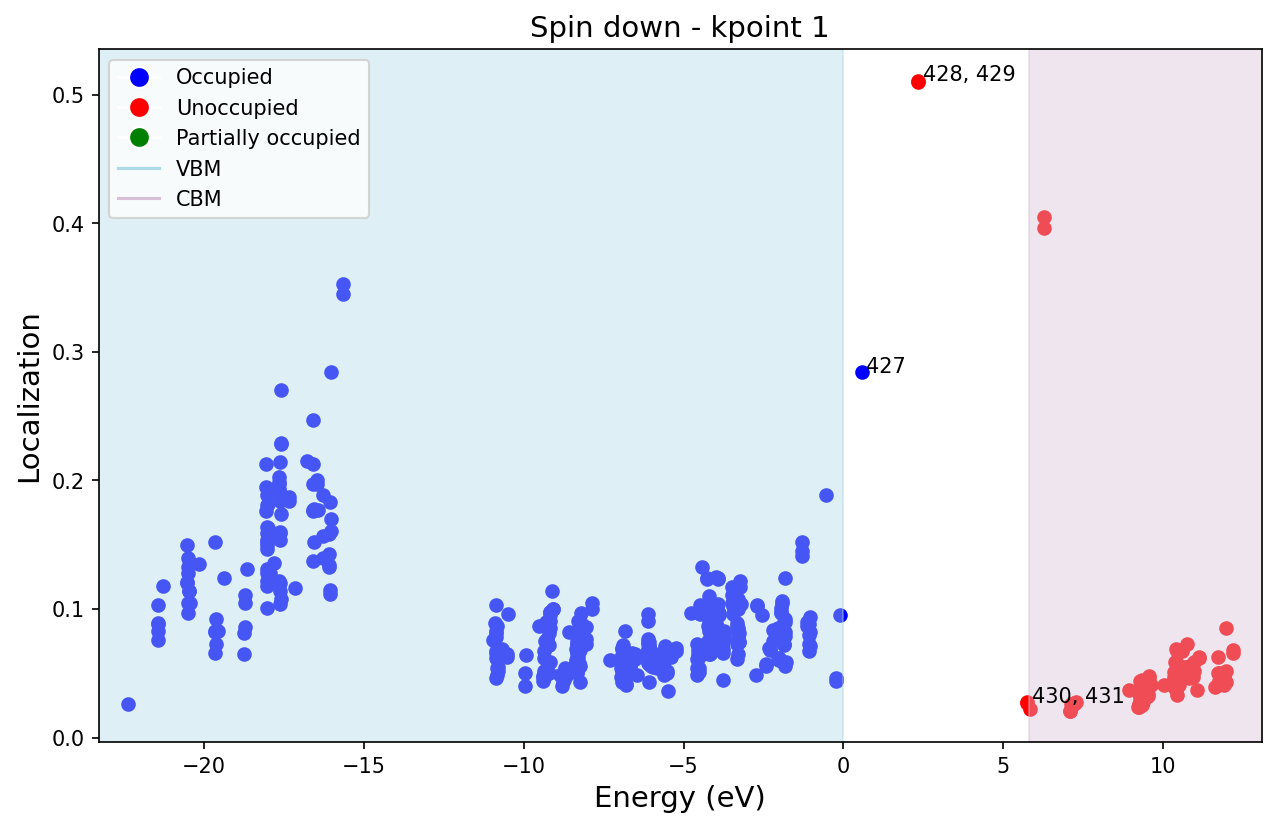 Spin down - kpoint 1
Occupied
Unoccupied
Partially occupied
VBM
CBM
428, 429
427
430, 431
Localization
0.5
0.4
0.3
0.2
0.1
0.0
−20
−15
−10
−5
0
5
10
Energy (eV)